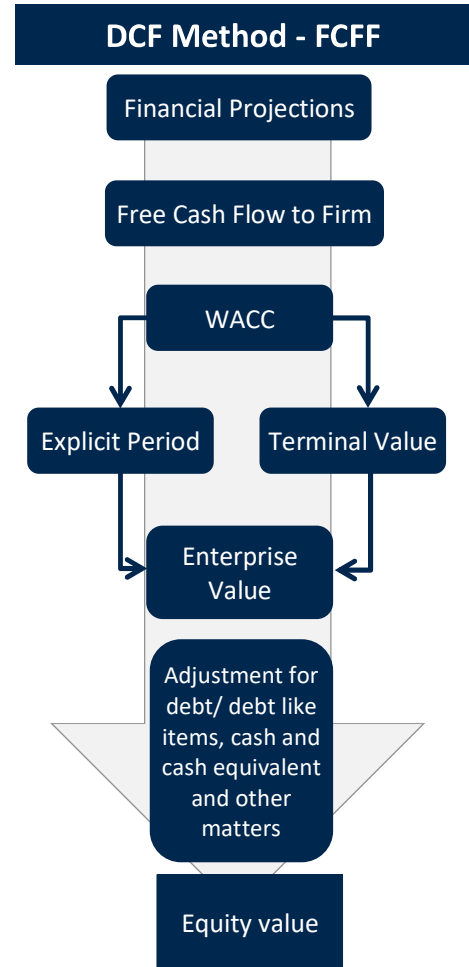 DCF Method - FCFF
Financial Projections
Free Cash Flow to Firm
WACC
Explicit Period
Terminal Value
Enterprise
Value
Adjustment for
debt/ debt like
items, cash and
cash equivalent
and other
matters
Equity value